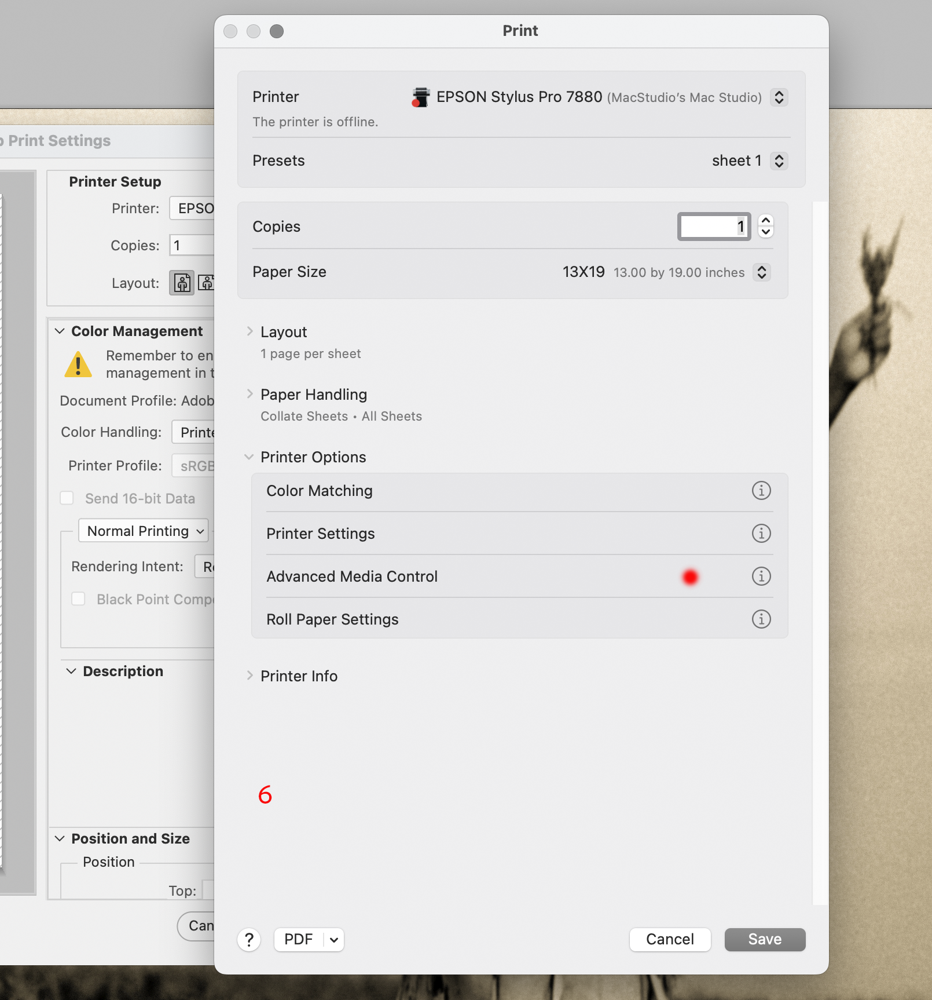 Print
Printer EPSON Stylus Pro 7880 (MacStudio's Mac Studio)
The printer is offline.
Presets sheet 1
Copies 1
Paper Size 13X19 13.00 by 19.00 inches
Layout
1 page per sheet
Paper Handling
Collate Sheets • All Sheets
Printer Options
Color Matching
Printer Settings
Advanced Media Control
Roll Paper Settings
Printer Info
6
? PDF Cancel Save
Print Settings
Printer Setup
Printer: EPSO
Copies: 1
Layout:
Color Management
Remember to en
management in t
Document Profile: Adob
Color Handling: Printe
Printer Profile: sRGB
Send 16-bit Data
Normal Printing
Rendering Intent: Re
Black Point Compe
Description
Position and Size
Position
Top:
Can